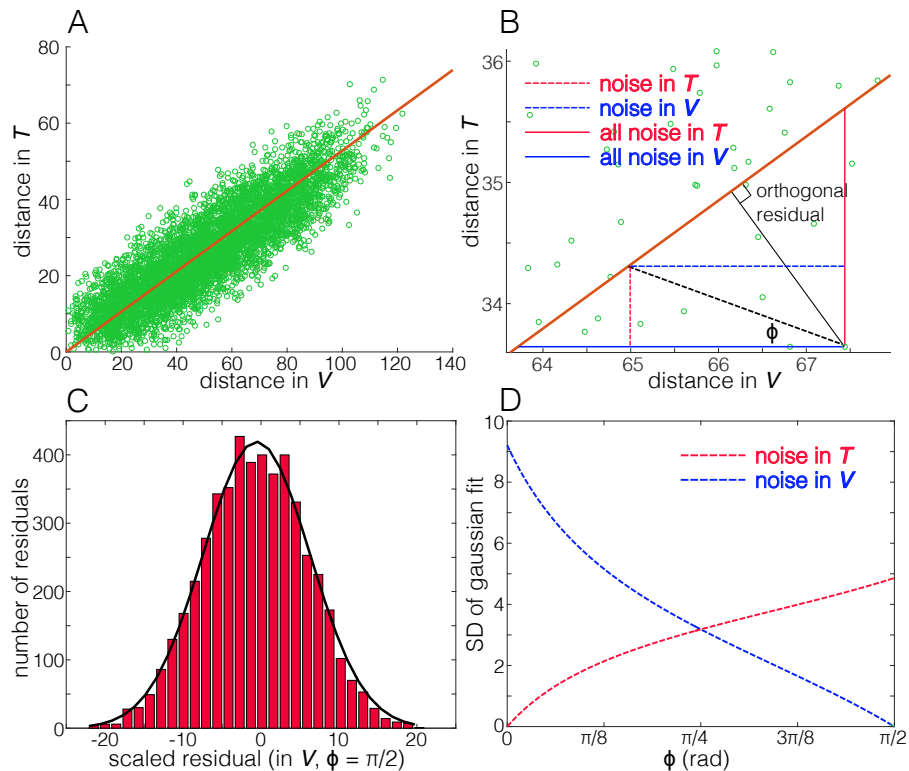 A
80
60
40
20
0
distance in T
0 20 40 60 80 100 120 140
distance in V
B
36
35
34
distance in T
noise in T
noise in V
all noise in T
all noise in V
orthogonal
residual
ϕ
64 65 66 67
distance in V
C
400
300
200
100
0
number of residuals
-20 -10 0 10 20
scaled residual (in V, ϕ = π/2)
D
10
8
6
4
2
0
SD of gaussian fit
noise in T
noise in V
0 π/8 π/4 3π/8 π/2
ϕ (rad)